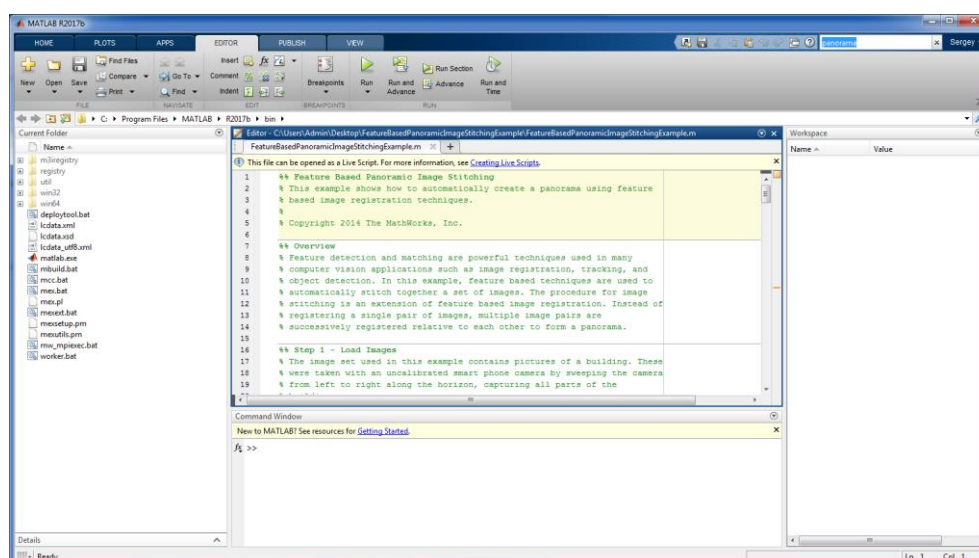 MATLAB R2017b
HOME PLOTS APPS EDITOR PUBLISH VIEW panorama Sergey
New Open Save Find Files Compare Print Go To Find Insert Comment Indent fx Breakpoints Run Run and Advance Run Section Advance Run and Time
FILE NAVIGATE EDIT BREAKPOINTS RUN
C: ▸ Program Files ▸ MATLAB ▸ R2017b ▸ bin ▸
Current Folder
Name
m3iregistry
registry
util
win32
win64
deploytool.bat
lcdata.xml
lcdata.xsd
lcdata_utf8.xml
matlab.exe
mbuild.bat
mcc.bat
mex.bat
mex.pl
mexext.bat
mexsetup.pm
mexutils.pm
mw_mpiexec.bat
worker.bat
Details
Editor - C:\Users\Admin\Desktop\FeatureBasedPanoramicImageStitchingExample\FeatureBasedPanoramicImageStitchingExample.m
FeatureBasedPanoramicImageStitchingExample.m
This file can be opened as a Live Script. For more information, see Creating Live Scripts.
1 %% Feature Based Panoramic Image Stitching
2 % This example shows how to automatically create a panorama using feature
3 % based image registration techniques.
4 %
5 % Copyright 2014 The MathWorks, Inc.
6
7 %% Overview
8 % Feature detection and matching are powerful techniques used in many
9 % computer vision applications such as image registration, tracking, and
10 % object detection. In this example, feature based techniques are used to
11 % automatically stitch together a set of images. The procedure for image
12 % stitching is an extension of feature based image registration. Instead of
13 % registering a single pair of images, multiple image pairs are
14 % successively registered relative to each other to form a panorama.
15
16 %% Step 1 - Load Images
17 % The image set used in this example contains pictures of a building. These
18 % were taken with an uncalibrated smart phone camera by sweeping the camera
19 % from left to right along the horizon, capturing all parts of the
Command Window
New to MATLAB? See resources for Getting Started.
fx >>
Workspace
Name Value
Ready
Ln 1 Col 1